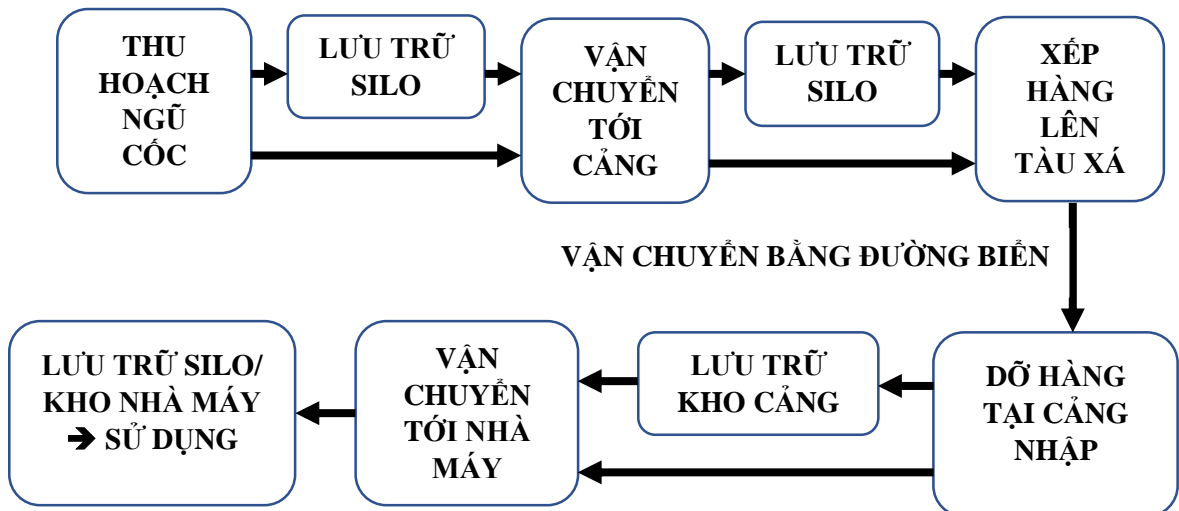 THU
HOẠCH
NGŨ
CỐC
LƯU TRỮ
SILO
VẬN
CHUYỂN
TỚI
CẢNG
LƯU TRỮ
SILO
XẾP
HÀNG
LÊN
TÀU XÁ
VẬN CHUYỂN BẰNG ĐƯỜNG BIỂN
DỠ HÀNG
TẠI CẢNG
NHẬP
LƯU TRỮ
KHO CẢNG
VẬN
CHUYỂN
TỚI NHÀ
MÁY
LƯU TRỮ SILO/
KHO NHÀ MÁY
➔ SỬ DỤNG